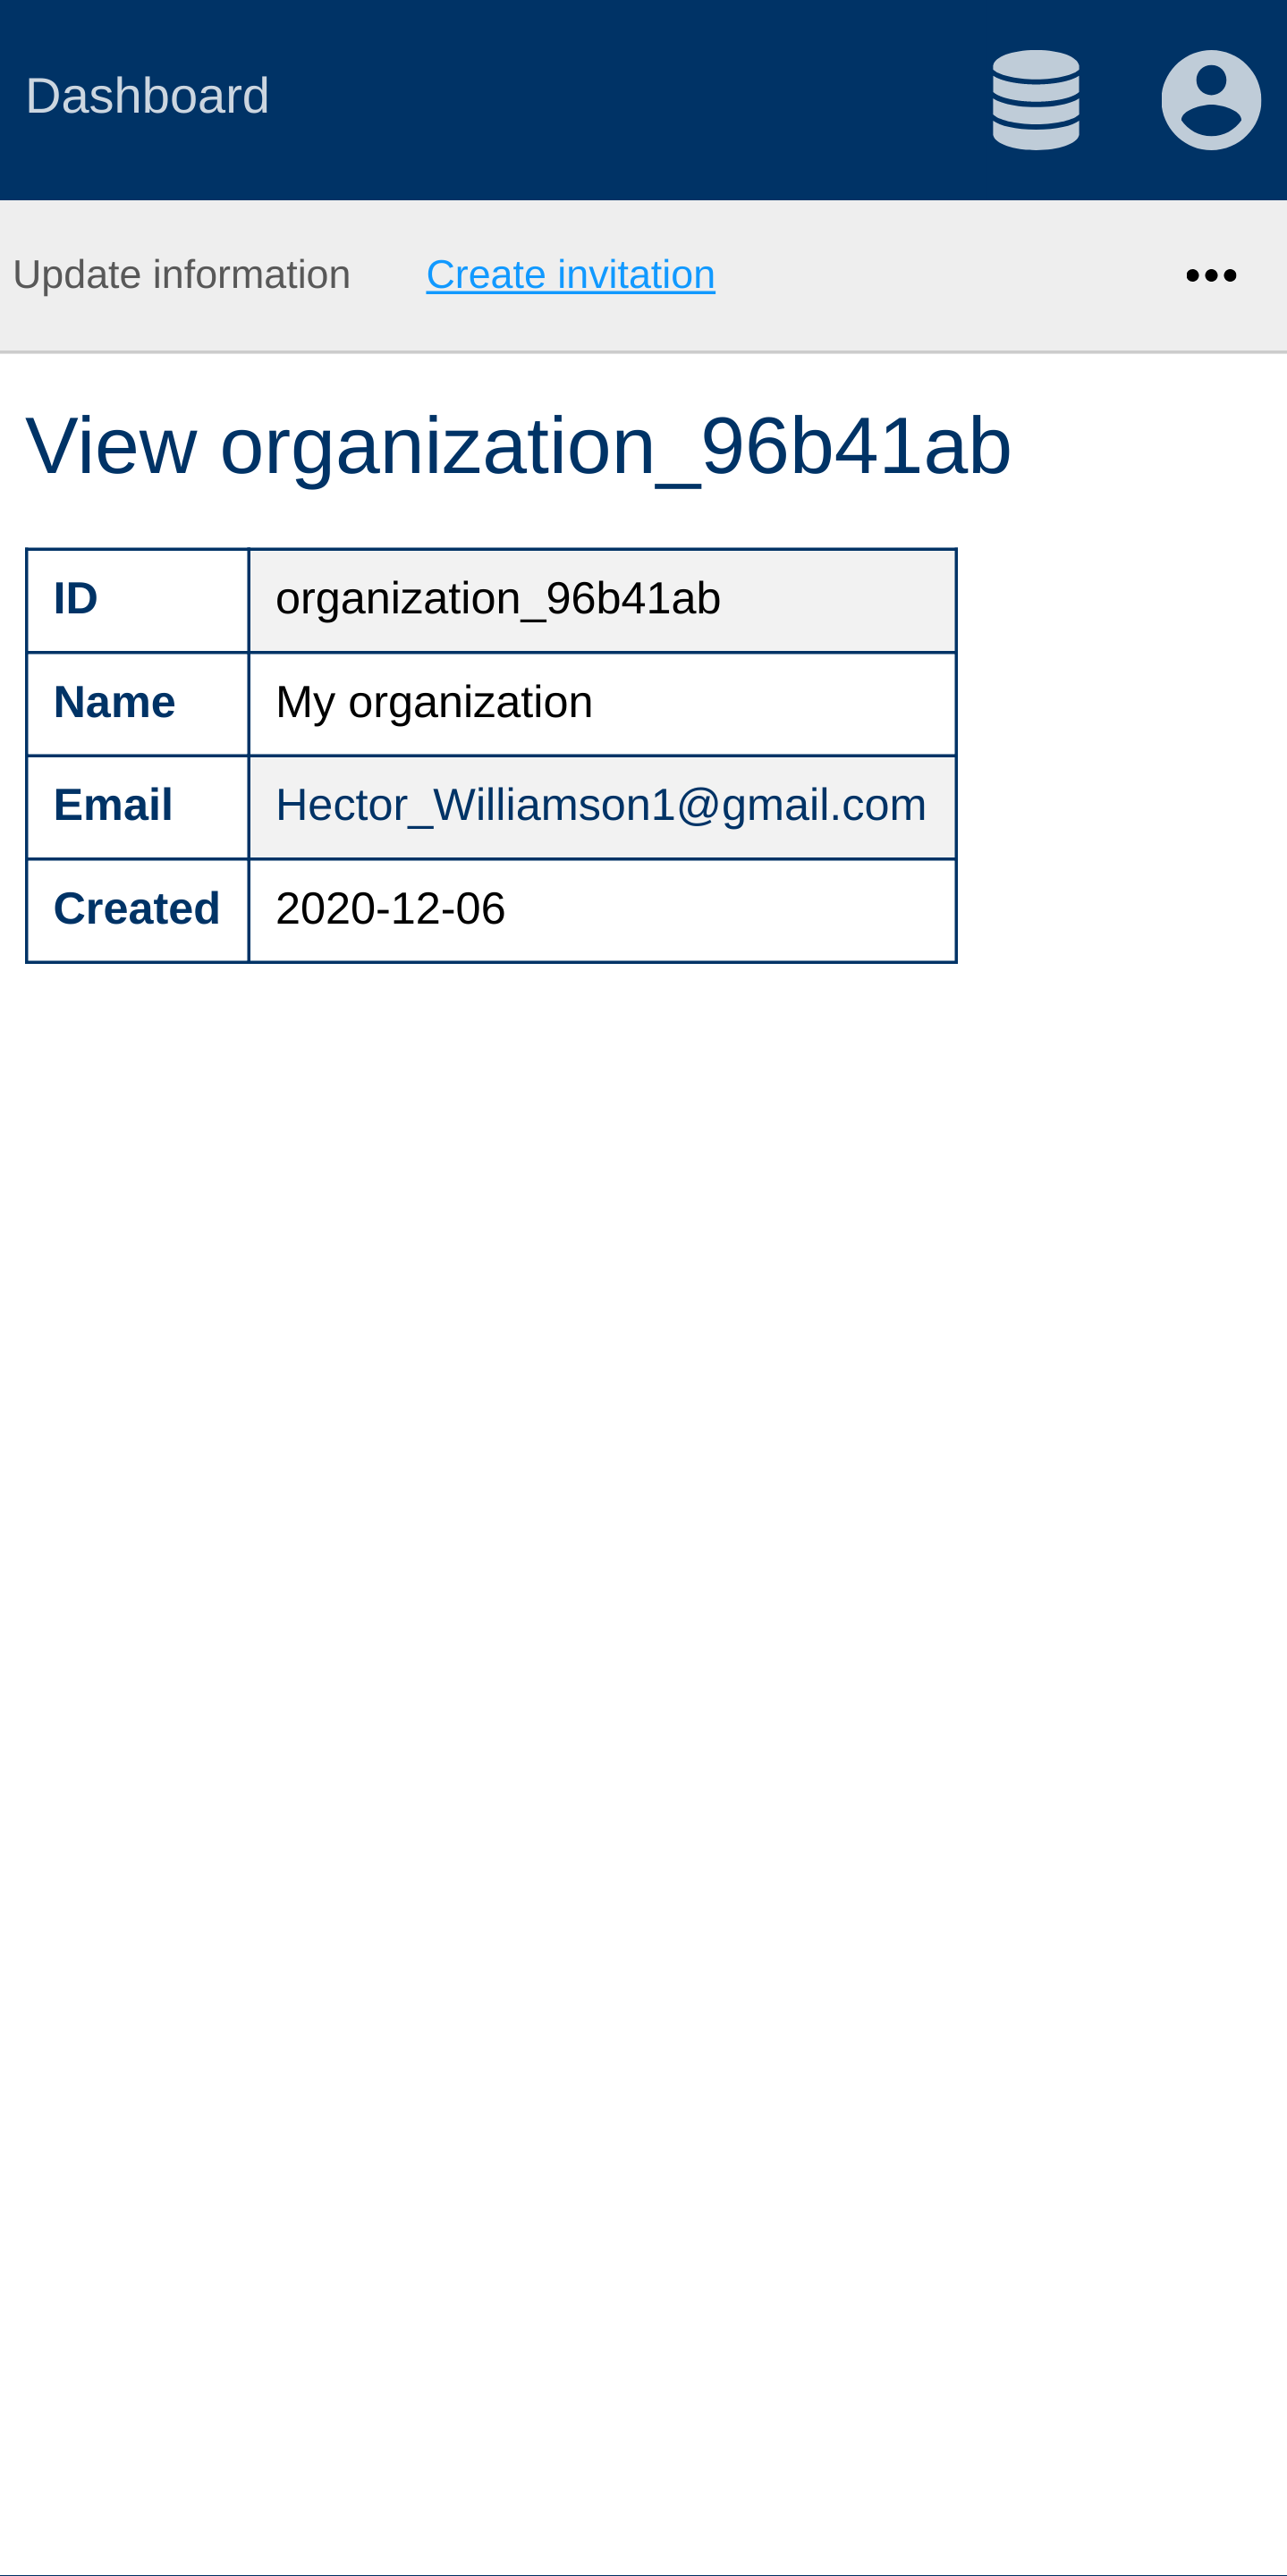 Dashboard
Update information Create invitation •••
View organization_96b41ab
ID organization_96b41ab
Name My organization
Email Hector_Williamson1@gmail.com
Created 2020-12-06